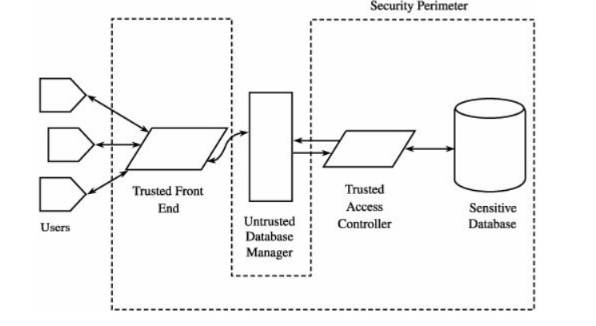 Security Perimeter
Trusted Front
End
Users
Untrusted
Database
Manager
Trusted
Access
Controller
Sensitive
Database